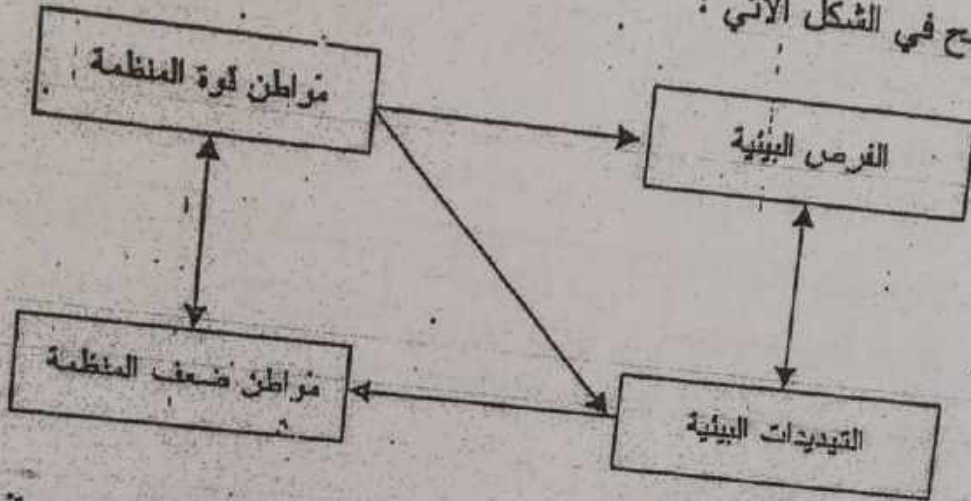 في الشكل الآتي :
مواطن قوة المنظمة
الفرص البيئية
مواطن ضعف المنظمة
التهديدات البيئية